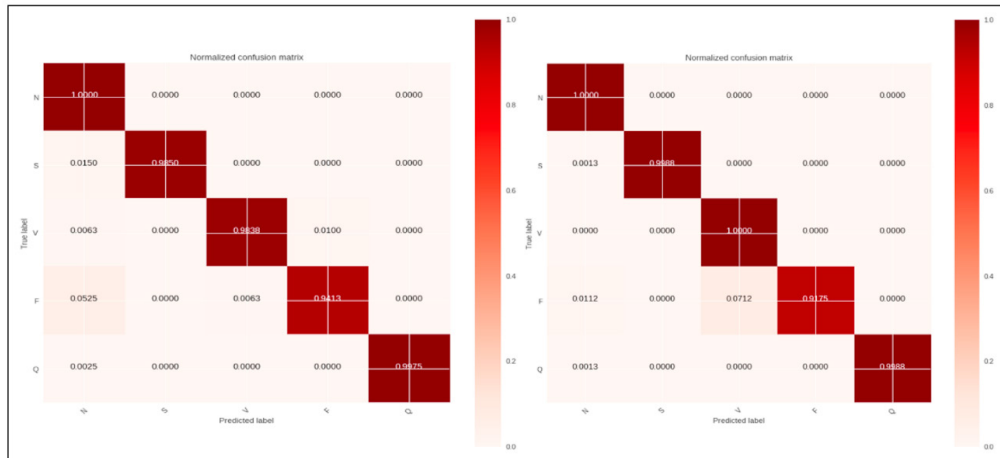 Normalized confusion matrix
N 1.0000 0.0000 0.0000 0.0000 0.0000
S 0.0150 0.9850 0.0000 0.0000 0.0000
V 0.0063 0.0000 0.9838 0.0100 0.0000
F 0.0525 0.0000 0.0063 0.9413 0.0000
Q 0.0025 0.0000 0.0000 0.0000 0.9975
N S V F Q
True label
Predicted label
1.0
0.8
0.6
0.4
0.2
0.0
Normalized confusion matrix
N 1.0000 0.0000 0.0000 0.0000 0.0000
S 0.0013 0.9988 0.0000 0.0000 0.0000
V 0.0000 0.0000 1.0000 0.0000 0.0000
F 0.0112 0.0000 0.0712 0.9175 0.0000
Q 0.0013 0.0000 0.0000 0.0000 0.9988
N S V F Q
True label
Predicted label
1.0
0.8
0.6
0.4
0.2
0.0